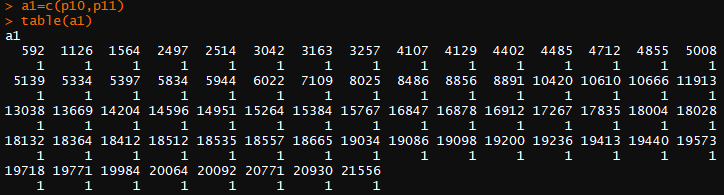 > a1=c(p10,p11)
> table(a1)
a1
592 1126 1564 2497 2514 3042 3163 3257 4107 4129 4402 4485 4712 4855 5008
1 1 1 1 1 1 1 1 1 1 1 1 1 1 1
5139 5334 5397 5834 5944 6022 7109 8025 8486 8856 8891 10420 10610 10666 11913
1 1 1 1 1 1 1 1 1 1 1 1 1 1 1
13038 13669 14204 14596 14951 15264 15384 15767 16847 16878 16912 17267 17835 18004 18028
1 1 1 1 1 1 1 1 1 1 1 1 1 1 1
18132 18364 18412 18512 18535 18557 18665 19034 19086 19098 19200 19236 19413 19440 19573
1 1 1 1 1 1 1 1 1 1 1 1 1 1 1
19718 19771 19984 20064 20092 20771 20930 21556
1 1 1 1 1 1 1 1